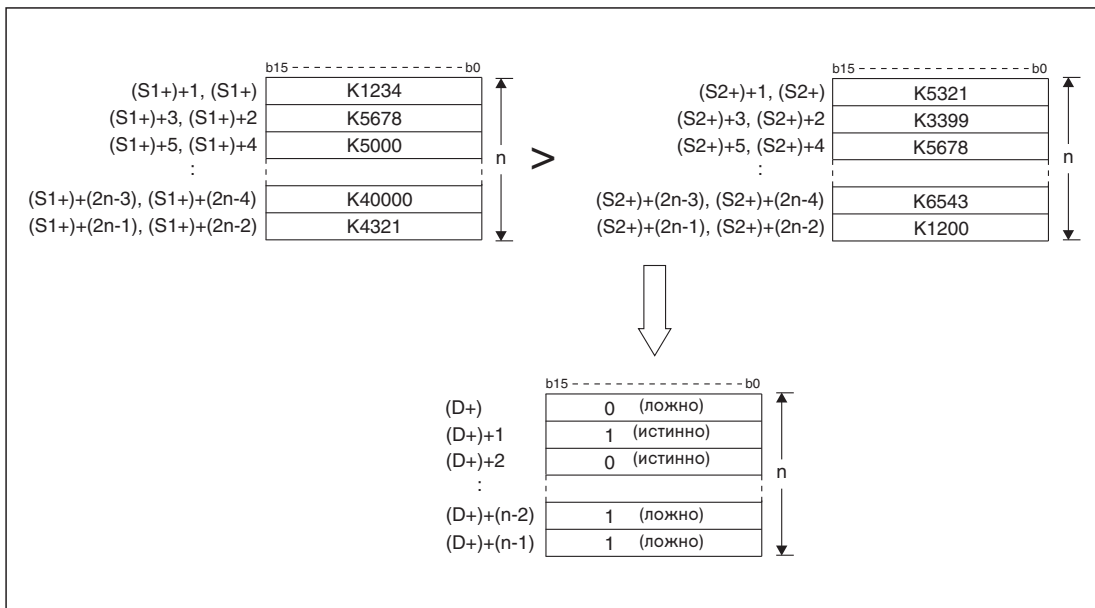 b15 - - - - - - - - - - - - - - - - b0
(S1+)+1, (S1+) K1234
(S1+)+3, (S1+)+2 K5678
(S1+)+5, (S1+)+4 K5000
:
(S1+)+(2n-3), (S1+)+(2n-4) K40000
(S1+)+(2n-1), (S1+)+(2n-2) K4321
n
>
b15 - - - - - - - - - - - - - - - - b0
(S2+)+1, (S2+) K5321
(S2+)+3, (S2+)+2 K3399
(S2+)+5, (S2+)+4 K5678
:
(S2+)+(2n-3), (S2+)+(2n-4) K6543
(S2+)+(2n-1), (S2+)+(2n-2) K1200
n
b15 - - - - - - - - - - - - - - - - b0
(D+) 0 (ложно)
(D+)+1 1 (истинно)
(D+)+2 0 (истинно)
:
(D+)+(n-2) 1 (ложно)
(D+)+(n-1) 1 (ложно)
n